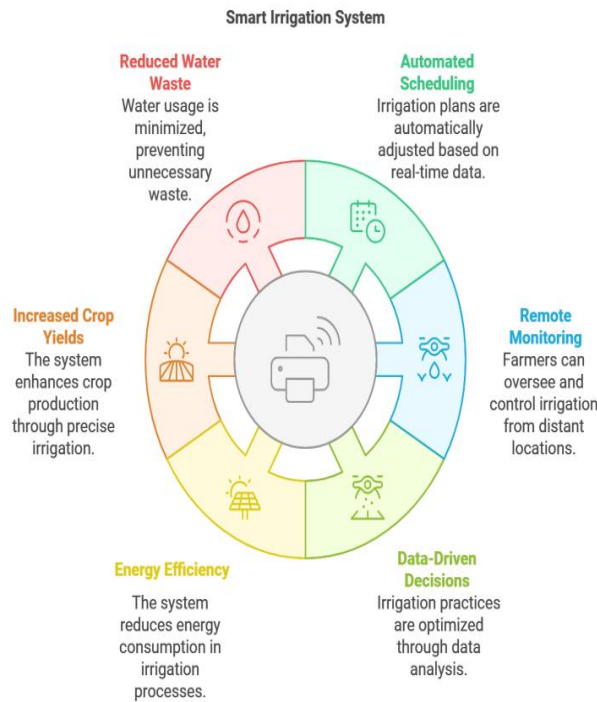 Smart Irrigation System
Reduced Water
Waste
Water usage is
minimized,
preventing
unnecessary
waste.
Automated
Scheduling
Irrigation plans are
automatically
adjusted based on
real-time data.
Increased Crop
Yields
The system
enhances crop
production
through precise
irrigation.
Remote
Monitoring
Farmers can
oversee and
control irrigation
from distant
locations.
Energy Efficiency
The system
reduces energy
consumption in
irrigation
processes.
Data-Driven
Decisions
Irrigation practices
are optimized
through data
analysis.